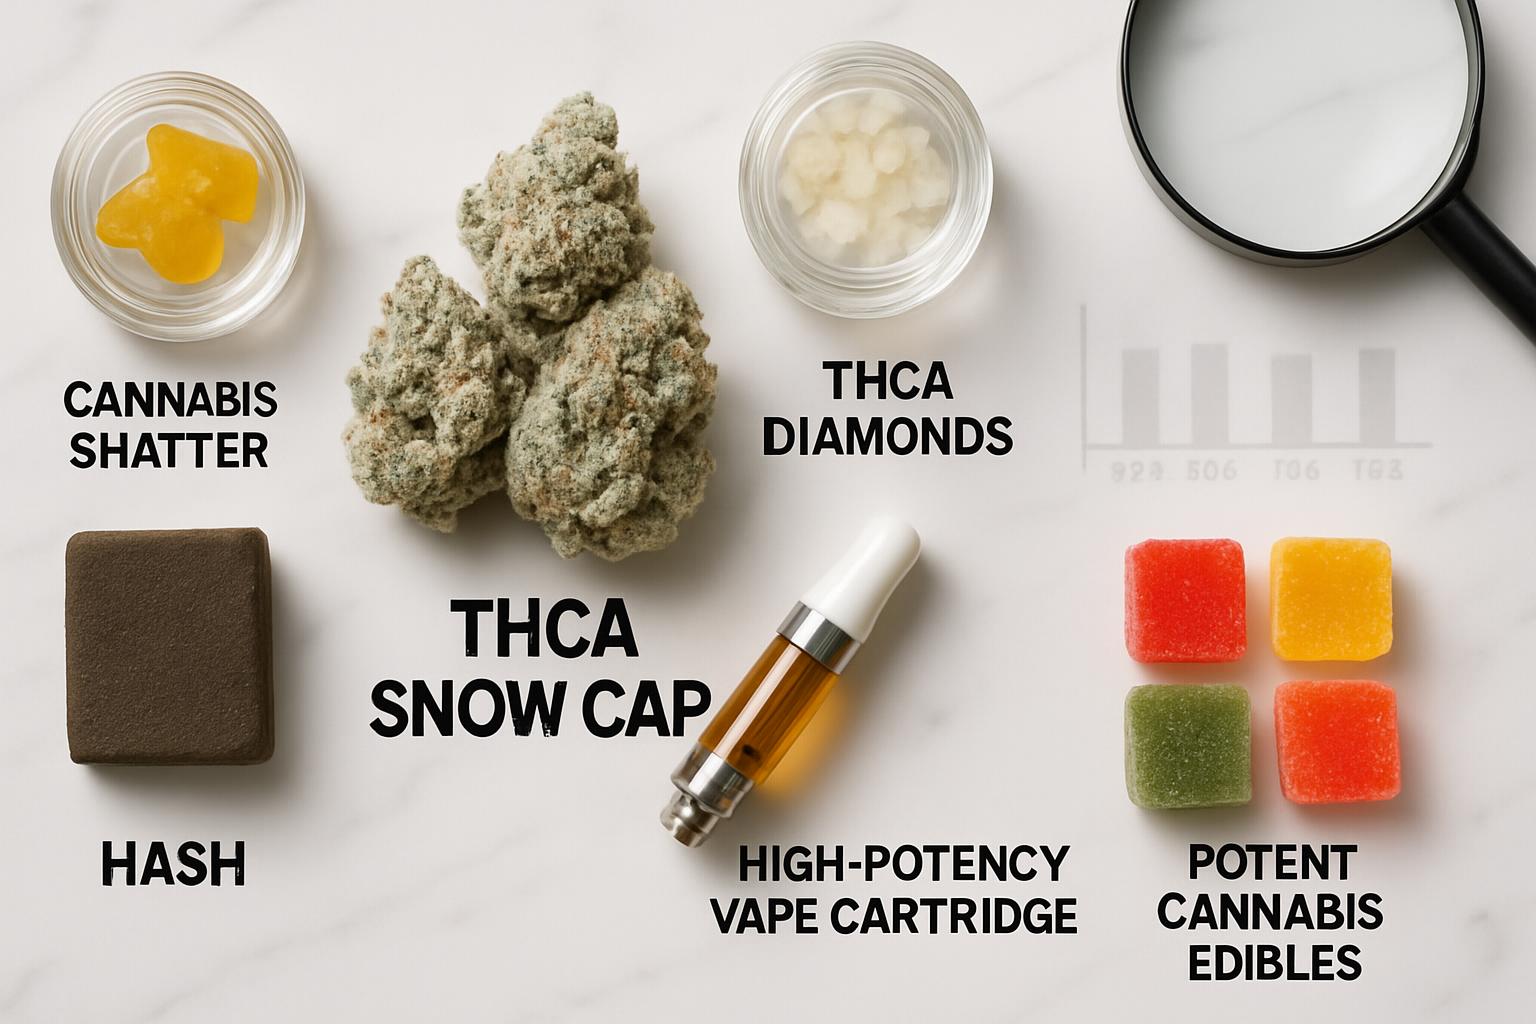 CANNABIS
SHATTER
THCA
DIAMONDS
HASH
THCA
SNOW CAP
HIGH-POTENCY
VAPE CARTRIDGE
POTENT
CANNABIS
EDIBLES